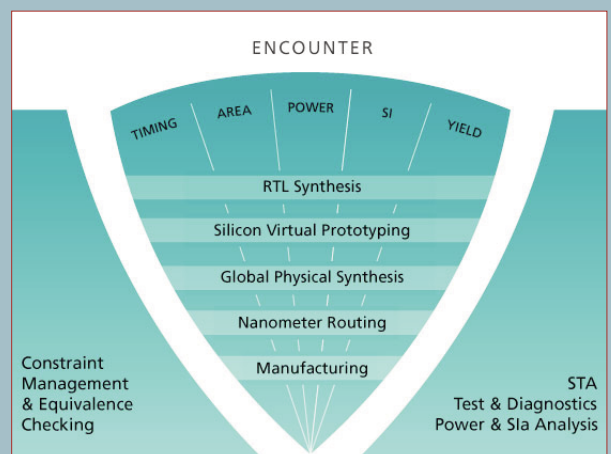 ENCOUNTER
TIMING
AREA
POWER
SI
YIELD
RTL Synthesis
Silicon Virtual Prototyping
Global Physical Synthesis
Nanometer Routing
Manufacturing
Constraint
Management
& Equivalence
Checking
STA
Test & Diagnostics
Power & SIa Analysis